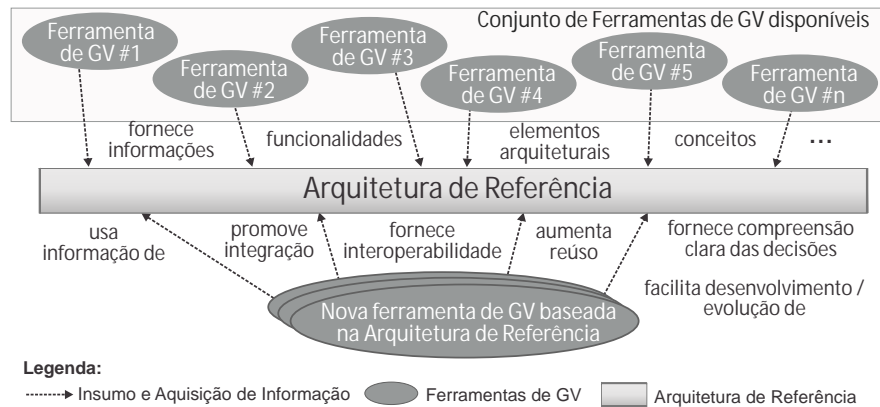 Conjunto de Ferramentas de GV disponíveis
Ferramenta
de GV #1
Ferramenta
de GV #2
Ferramenta
de GV #3
Ferramenta
de GV #4
Ferramenta
de GV #5
Ferramenta
de GV #n
fornece
informações
funcionalidades
elementos
arquiteturais
conceitos
...
Arquitetura de Referência
usa
informação de
promove
integração
fornece
interoperabilidade
aumenta
reúso
fornece compreensão
clara das decisões
facilita desenvolvimento /
evolução de
Nova ferramenta de GV baseada
na Arquitetura de Referência
Legenda:
Insumo e Aquisição de Informação
Ferramentas de GV
Arquitetura de Referência